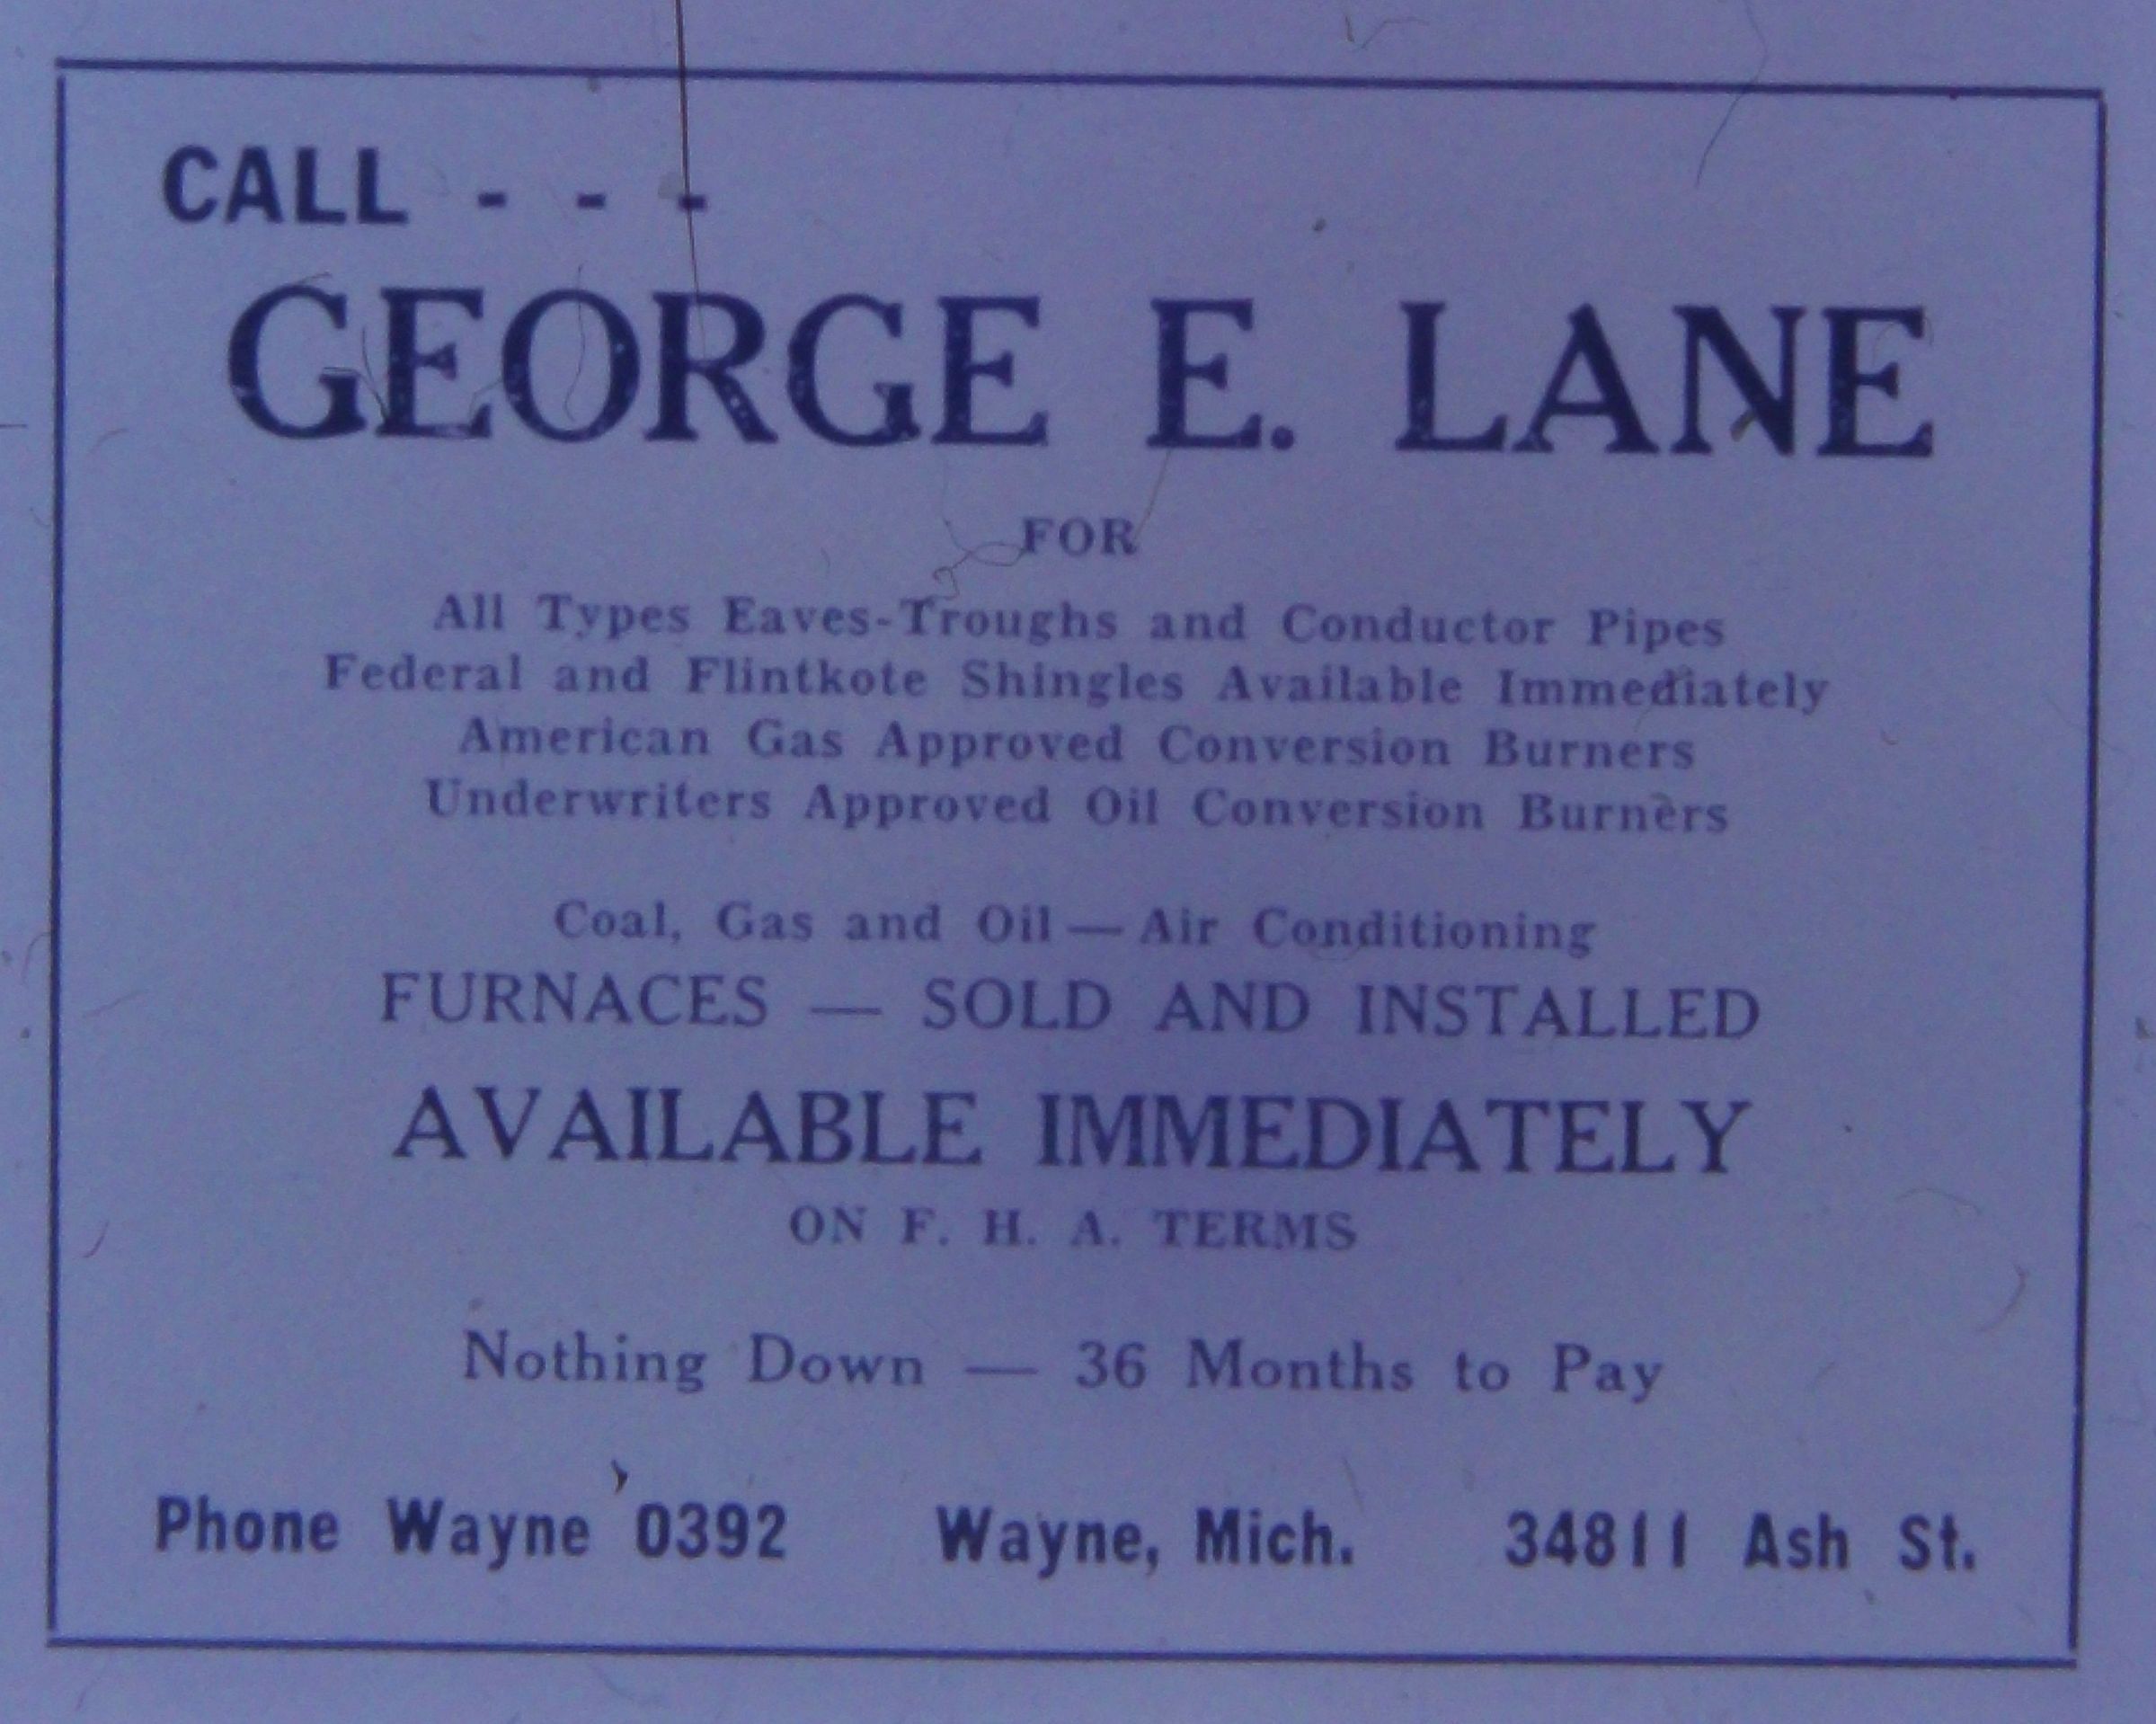 CALL - - -
GEORGE E. LANE
FOR
All Types Eaves-Troughs and Conductor Pipes
Federal and Flintkote Shingles Available Immediately
American Gas Approved Conversion Burners
Underwriters Approved Oil Conversion Burners
Coal, Gas and Oil — Air Conditioning
FURNACES — SOLD AND INSTALLED
AVAILABLE IMMEDIATELY
ON F. H. A. TERMS
Nothing Down — 36 Months to Pay
Phone Wayne 0392 Wayne, Mich. 34811 Ash St.